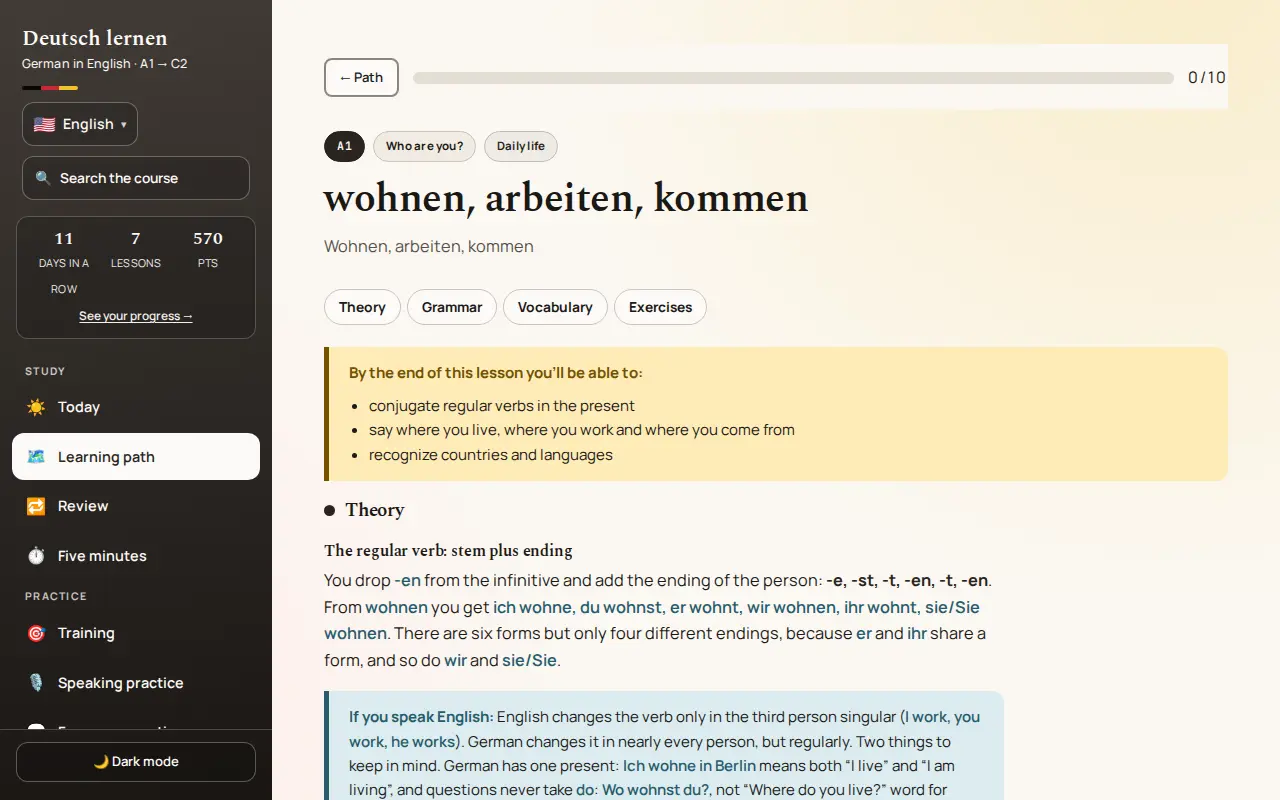 Deutsch lernen
German in English · A1 → C2
🇺🇸 English ▾
🔍 Search the course
11 7 570
DAYS IN A LESSONS PTS
ROW
See your progress →
STUDY
☀️ Today
🗺️ Learning path
🔁 Review
⏱️ Five minutes
PRACTICE
🎯 Training
🎙️ Speaking practice
🌙 Dark mode
← Path
0/10
A1 Who are you? Daily life
wohnen, arbeiten, kommen
Wohnen, arbeiten, kommen
Theory Grammar Vocabulary Exercises
By the end of this lesson you'll be able to:
• conjugate regular verbs in the present
• say where you live, where you work and where you come from
• recognize countries and languages
Theory
The regular verb: stem plus ending
You drop -en from the infinitive and add the ending of the person: -e, -st, -t, -en, -t, -en.
From wohnen you get ich wohne, du wohnst, er wohnt, wir wohnen, ihr wohnt, sie/Sie
wohnen. There are six forms but only four different endings, because er and ihr share a
form, and so do wir and sie/Sie.
If you speak English: English changes the verb only in the third person singular (I work, you
work, he works). German changes it in nearly every person, but regularly. Two things to
keep in mind. German has one present: Ich wohne in Berlin means both “I live” and “I am
living”, and questions never take do: Wo wohnst du?, not “Where do you live?” word for